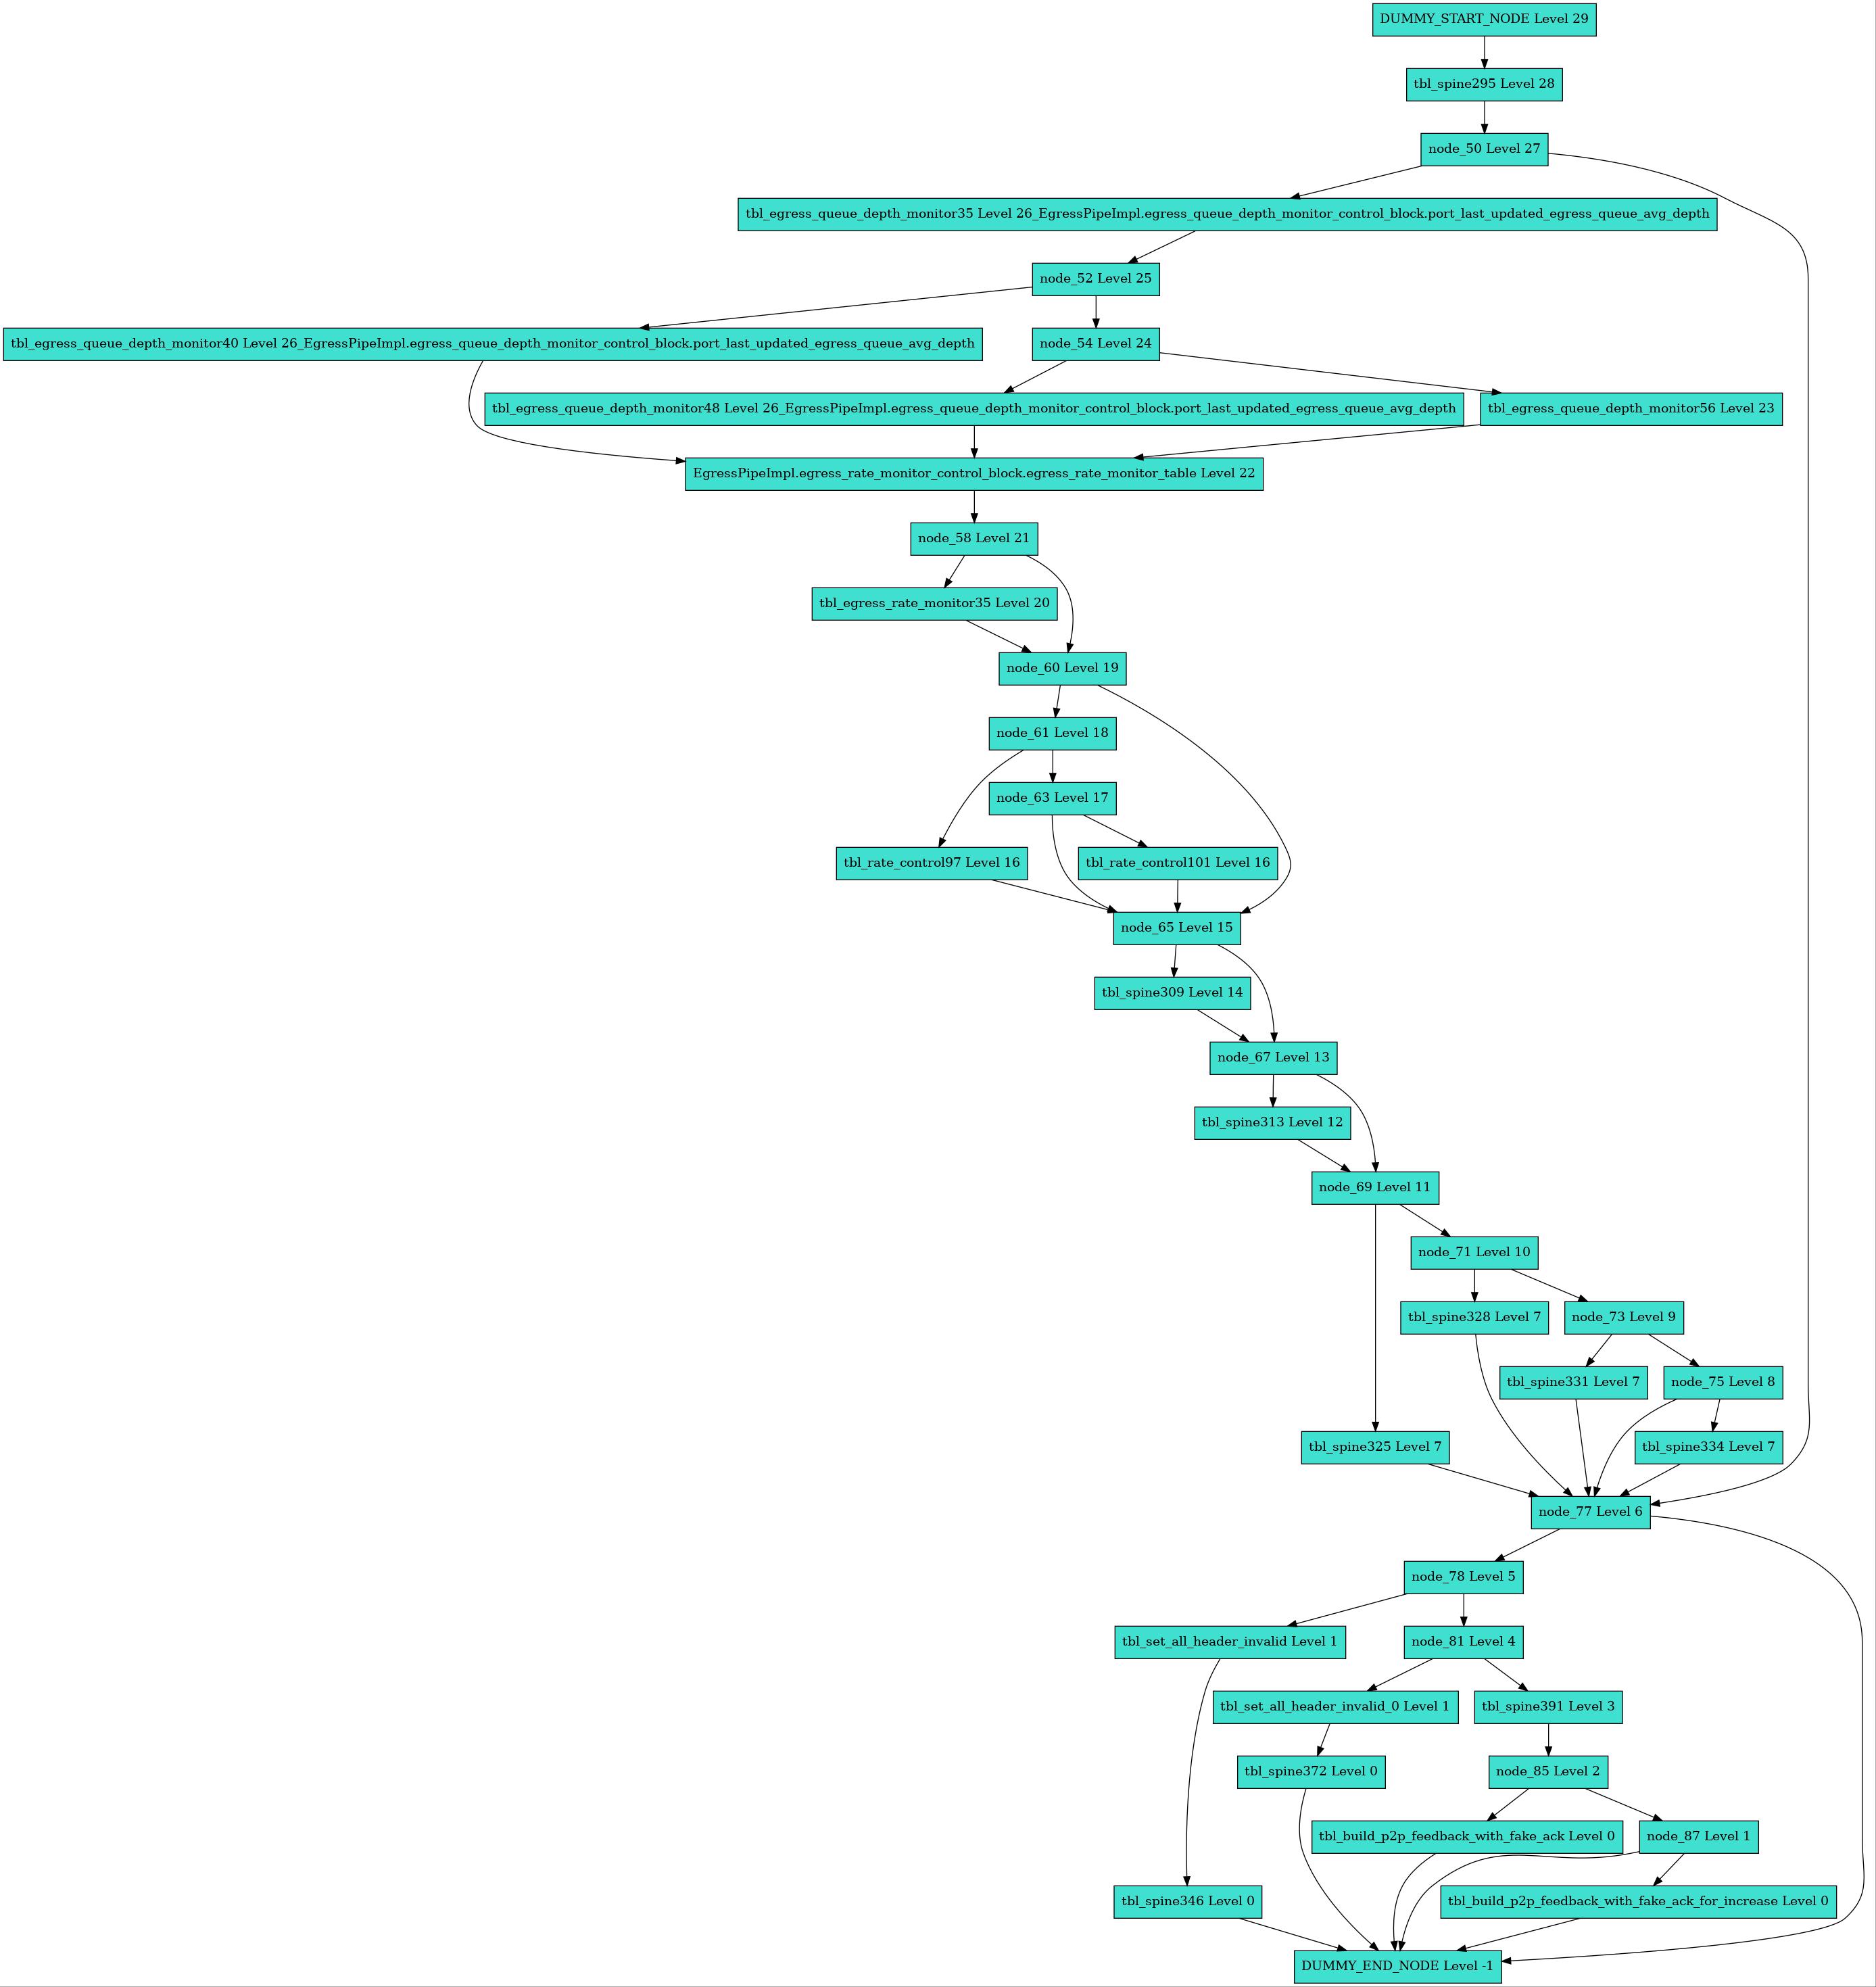 DUMMY_START_NODE Level 29
tbl_spine295 Level 28
node_50 Level 27
tbl_egress_queue_depth_monitor35 Level 26_EgressPipeImpl.egress_queue_depth_monitor_control_block.port_last_updated_egress_queue_avg_depth
node_52 Level 25
tbl_egress_queue_depth_monitor40 Level 26_EgressPipeImpl.egress_queue_depth_monitor_control_block.port_last_updated_egress_queue_avg_depth
node_54 Level 24
tbl_egress_queue_depth_monitor48 Level 26_EgressPipeImpl.egress_queue_depth_monitor_control_block.port_last_updated_egress_queue_avg_depth
tbl_egress_queue_depth_monitor56 Level 23
EgressPipeImpl.egress_rate_monitor_control_block.egress_rate_monitor_table Level 22
node_58 Level 21
tbl_egress_rate_monitor35 Level 20
node_60 Level 19
node_61 Level 18
node_63 Level 17
tbl_rate_control97 Level 16
tbl_rate_control101 Level 16
node_65 Level 15
tbl_spine309 Level 14
node_67 Level 13
tbl_spine313 Level 12
node_69 Level 11
node_71 Level 10
tbl_spine328 Level 7
node_73 Level 9
tbl_spine331 Level 7
node_75 Level 8
tbl_spine325 Level 7
tbl_spine334 Level 7
node_77 Level 6
node_78 Level 5
tbl_set_all_header_invalid Level 1
node_81 Level 4
tbl_set_all_header_invalid_0 Level 1
tbl_spine391 Level 3
tbl_spine372 Level 0
node_85 Level 2
tbl_build_p2p_feedback_with_fake_ack Level 0
node_87 Level 1
tbl_spine346 Level 0
tbl_build_p2p_feedback_with_fake_ack_for_increase Level 0
DUMMY_END_NODE Level -1